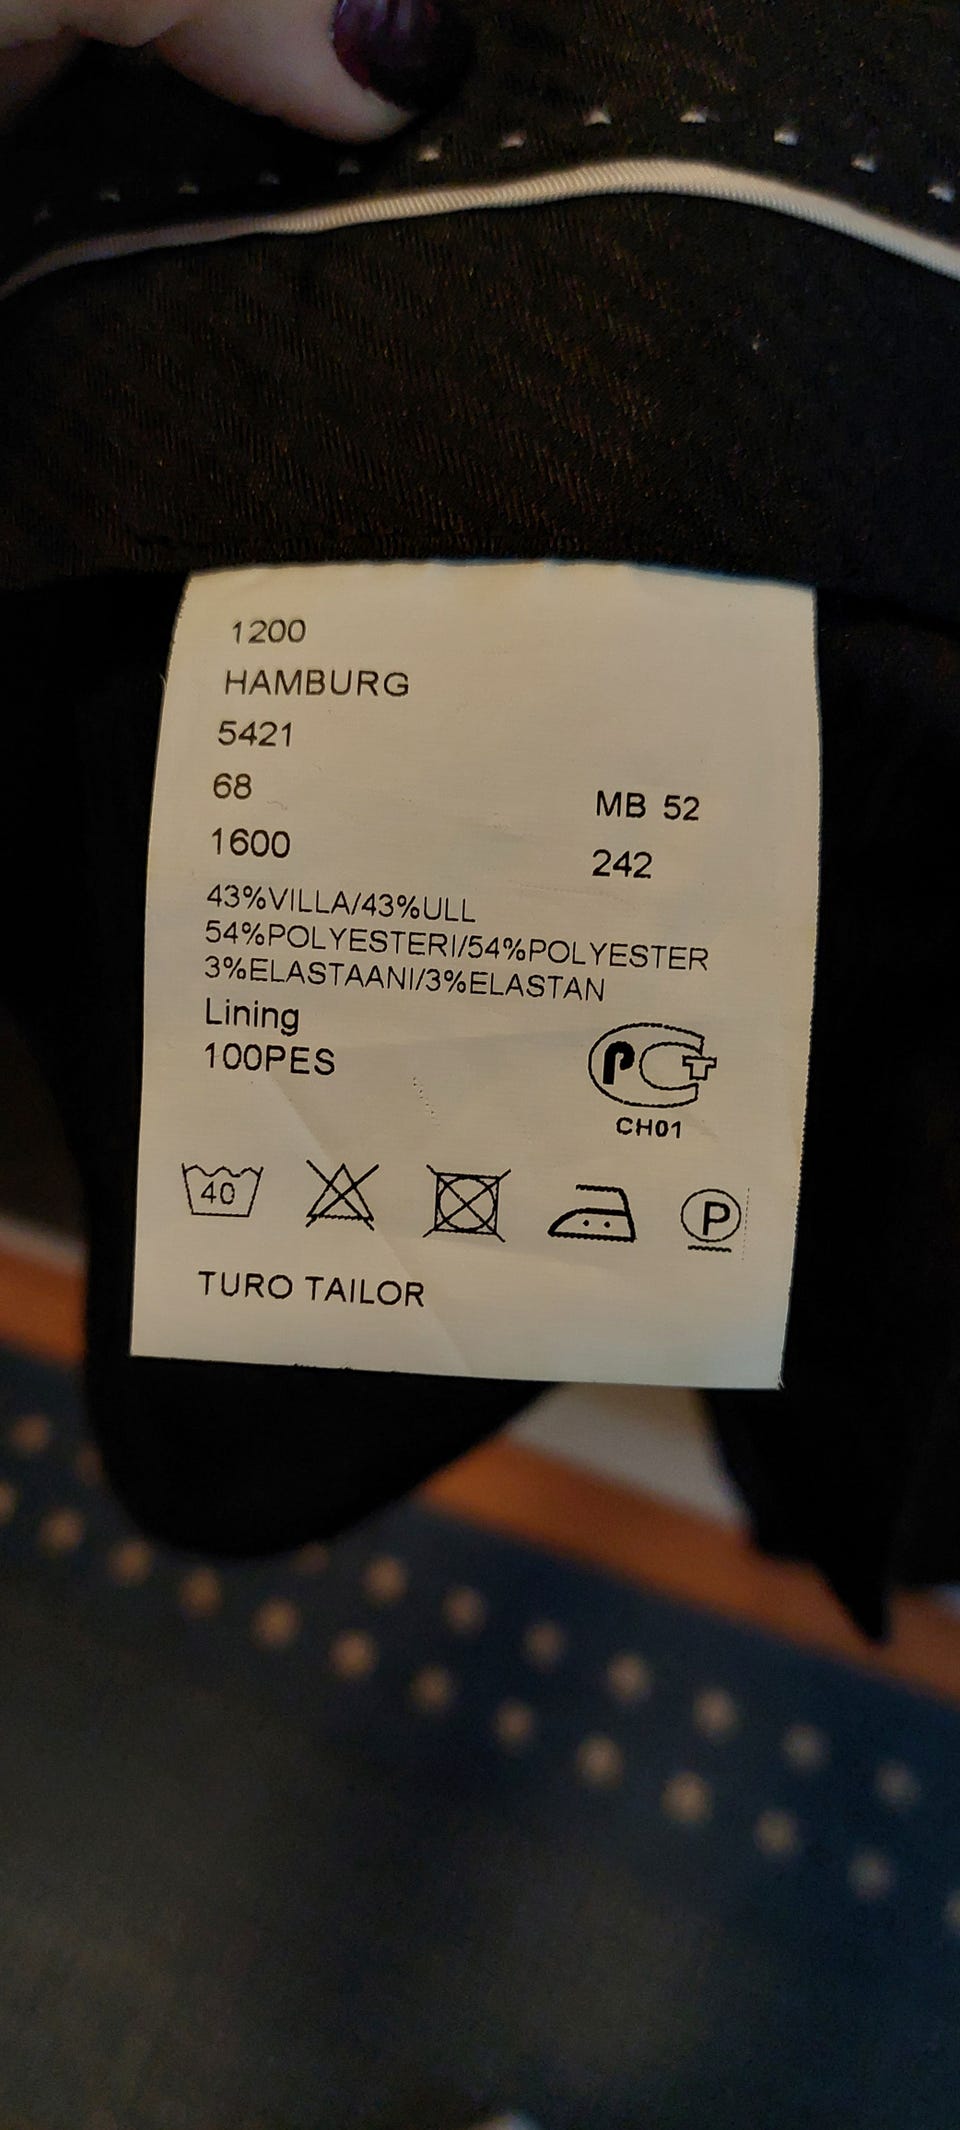 1200
HAMBURG
5421
68 MB 52
1600 242
43%VILLA/43%ULL
54%POLYESTERI/54%POLYESTER
3%ELASTAANI/3%ELASTAN
Lining
100PES
РСТ
CH01
40
P
TURO TAILOR